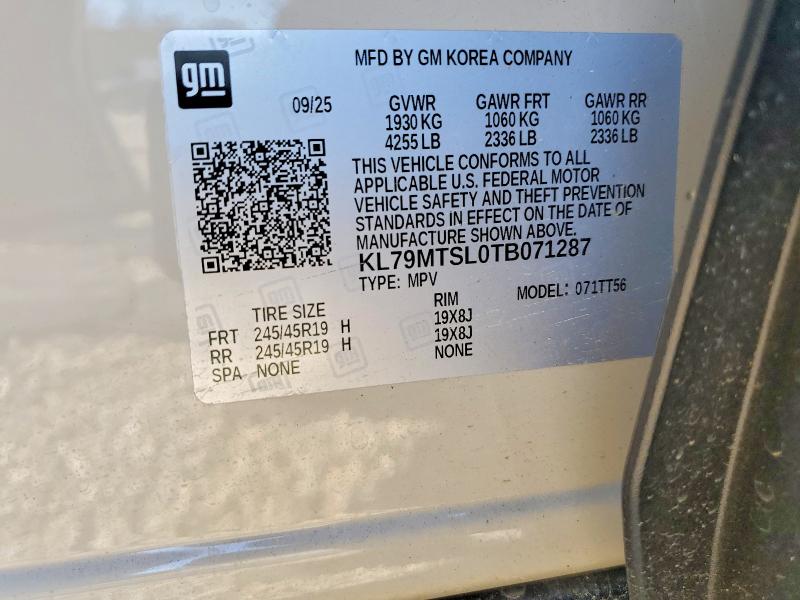 gm
MFD BY GM KOREA COMPANY
09/25 GVWR GAWR FRT GAWR RR
1930 KG 1060 KG 1060 KG
4255 LB 2336 LB 2336 LB
THIS VEHICLE CONFORMS TO ALL
APPLICABLE U.S. FEDERAL MOTOR
VEHICLE SAFETY AND THEFT PREVENTION
STANDARDS IN EFFECT ON THE DATE OF
MANUFACTURE SHOWN ABOVE.
KL79MTSL0TB071287
TYPE: MPV MODEL: 071TT56
TIRE SIZE RIM
FRT 245/45R19 H 19X8J
RR 245/45R19 H 19X8J
SPA NONE NONE